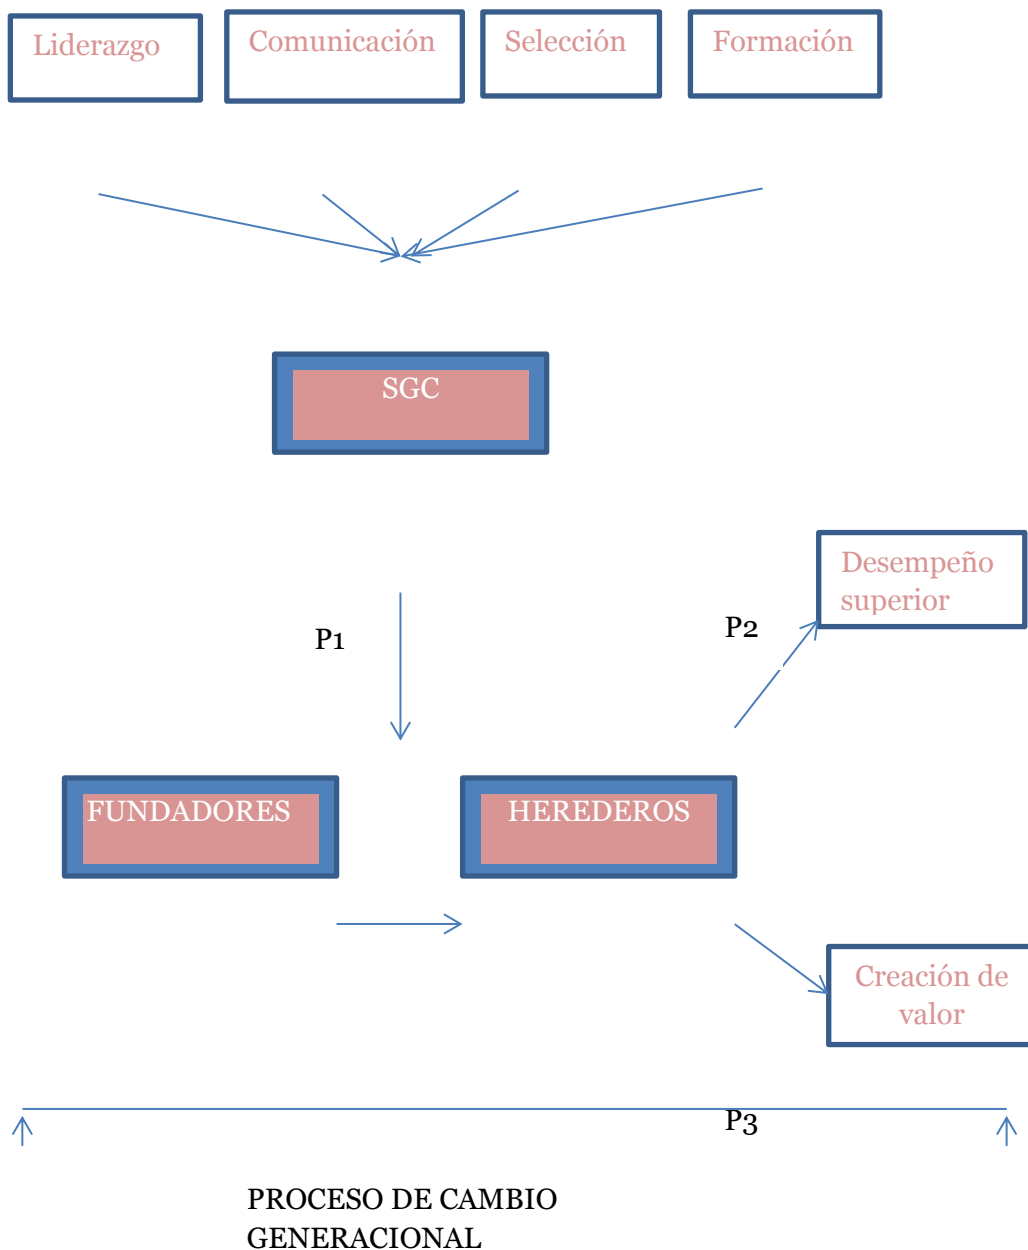 Liderazgo
Comunicación
Selección
Formación
SGC
Desempeño
superior
P1
P2
FUNDADORES
HEREDEROS
Creación de
valor
P3
PROCESO DE CAMBIO
GENERACIONAL